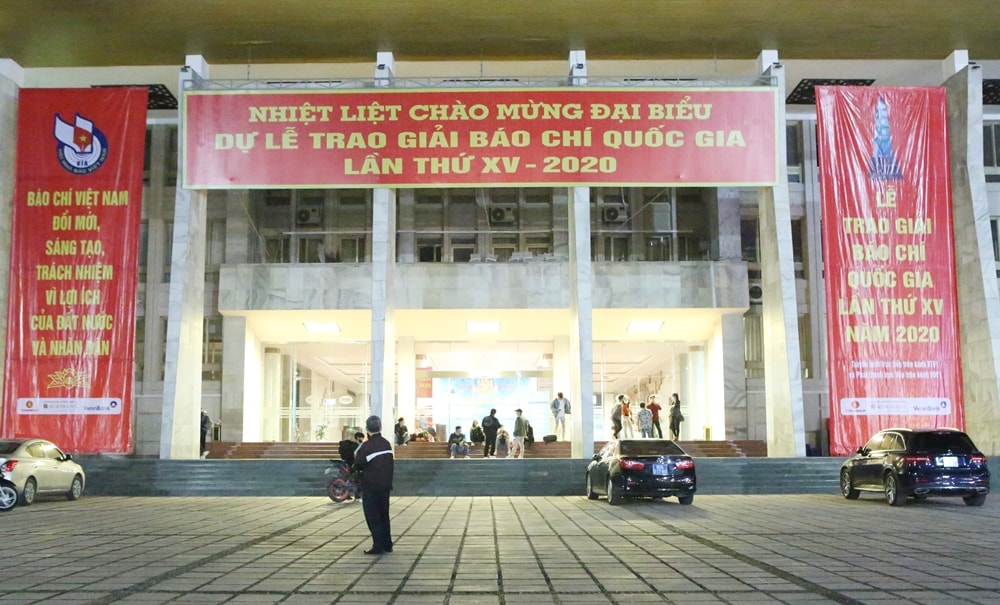 NHIỆT LIỆT CHÀO MỪNG ĐẠI BIỂU
DỰ LỄ TRAO GIẢI BÁO CHÍ QUỐC GIA
LẦN THỨ XV - 2020
BÁO CHÍ VIỆT NAM
ĐỔI MỚI,
SÁNG TẠO,
TRÁCH NHIỆM
VÌ LỢI ÍCH
CỦA ĐẤT NƯỚC
VÀ NHÂN DÂN
VietinBank
LỄ
TRAO GIẢI
BÁO CHÍ
QUỐC GIA
LẦN THỨ XV
NĂM 2020
VietinBank